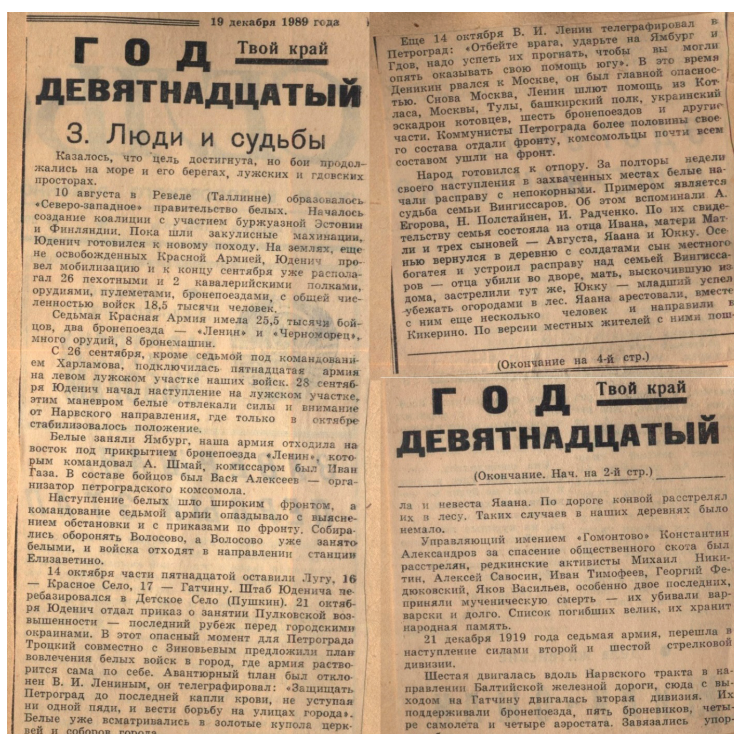 19 декабря 1989 года
ГОД Твой край
ДЕВЯТНАДЦАТЫЙ
3. Люди и судьбы
Казалось, что цель достигнута, но бои продол-
жались на море и его берегах, лужских и гдовских
просторах.
10 августа в Ревеле (Таллинне) образовалось
«Северо-западное» правительство белых. Началось
создание коалиции с участием буржуазной Эстонии
и Финляндии. Пока шли закулисные махинации,
Юденич готовился к новому походу. На землях, еще
не освобожденных Красной Армией, Юденич про-
вел мобилизацию и к концу сентября уже распола-
гал 26 пехотными и 2 кавалерийскими полками,
орудиями, пулеметами, бронепоездами, с общей чис-
ленностью войск 18,5 тысячи человек.
Седьмая Красная Армия имела 25,5 тысячи бой-
цов, два бронепоезда — «Ленин» и «Черноморец»,
много орудий, 8 бронемашин.
С 26 сентября, кроме седьмой под командовани-
ем Харламова, подключилась пятнадцатая армия
на левом лужском участке наших войск. 28 сентяб-
ря Юденич начал наступление на лужском участке,
этим маневром белые отвлекали силы и внимание
от Нарвского направления, где только в октябре
стабилизовалось положение.
Белые заняли Ямбург, наша армия отходила на
восток под прикрытием бронепоезда «Ленин», кото-
рым командовал А. Шмай, комиссаром был Иван
Газа. В составе бойцов был Вася Алексеев — орга-
низатор петроградского комсомола.
Наступление белых шло широким фронтом, а
командование седьмой армии опаздывало с выясне-
нием обстановки и с приказами по фронту. Собира-
лись оборонять Волосово, а Волосово уже занято
белыми, и войска отходят в направлении станции
Елизаветино.
14 октября части пятнадцатой оставили Лугу, 16
— Красное Село, 17 — Гатчину. Штаб Юденича пе-
ребазировался в Детское Село (Пушкин). 21 октяб-
ря Юденич отдал приказ о занятии Пулковской воз-
вышенности — последний рубеж перед городскими
окраинами. В этот опасный момент для Петрограда
Троцкий совместно с Зиновьевым предложили план
вовлечения белых войск в город, где армия раство-
рится сама по себе. Авантюрный план был откло-
нен В. И. Лениным, он телеграфировал: «Защищать
Петроград до последней капли крови, не уступая
ни одной пяди, и вести борьбу на улицах города».
Белые уже всматривались в золотые купола церк-
вей и соборов города.
Еще 14 октября В. И. Ленин телеграфировал в
Петроград: «Отбейте врага, ударьте на Ямбург и
Гдов, надо успеть их прогнать, чтобы вы могли
опять оказывать свою помощь югу». В это время
Деникин рвался к Москве, он был главной опаснос-
тью. Снова Москва, Ленин шлют помощь из Кот-
ласа, Москвы, Тулы, башкирский полк, украинский
эскадрон котовцев, шесть бронепоездов и другие
части. Коммунисты Петрограда более половины свое-
го состава отдали фронту, комсомольцы почти всем
составом ушли на фронт.
Народ готовился к отпору. За полторы недели
своего наступления в захваченных местах белые на-
чали расправу с непокорными. Примером является
судьба семьи Вингиссаров. Об этом вспоминали А.
Егорова, Н. Полстайнен, И. Радченко. По их свиде-
тельству семья состояла из отца Ивана, матери Мат-
ли и трех сыновей — Августа, Яаана и Юкку. Осе-
нью вернулся в деревню с солдатами сын местного
богатея и устроил расправу над семьей Вингисса-
ров — отца убили во дворе, мать, выскочившую из
дома, застрелили тут же, Юкку — младший успел
убежать огородами в лес. Яаана арестовали, вместе
с ним еще несколько человек и направили в
Кикерино. По версии местных жителей с ними пош-
(Окончание на 4-й стр.)
ГОД Твой край
ДЕВЯТНАДЦАТЫЙ
(Окончание. Нач. на 2-й стр.)
ла и невеста Яаана. По дороге конвой расстрелял
их в лесу. Таких случаев в наших деревнях было
немало.
Управляющий имением «Гомонтово» Константин
Александров за спасение общественного скота был
расстрелян, редкинские активисты Михаил Ники-
тин, Алексей Савосин, Иван Тимофеев, Георгий Фе-
дюковский, Яков Васильев, особенно двое последних,
приняли мученическую смерть — их убивали вар-
варски и долго. Список погибших велик, их хранит
народная память.
21 декабря 1919 года седьмая армия, перешла в
наступление силами второй и шестой стрелковой
дивизии.
Шестая двигалась вдоль Нарвского тракта в на-
правлении Балтийской железной дороги, сюда с вы-
ходом на Гатчину двигалась вторая дивизия. Их
поддерживали бронепоезда, пять броневиков, четы-
ре самолета и четыре аэростата. Завязались упор-